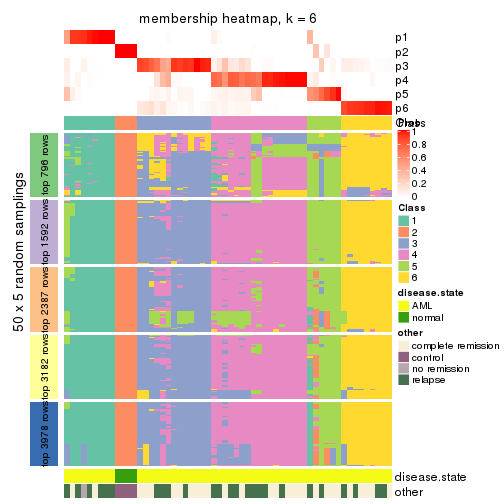 membership heatmap, k = 6
p1
p2
p3
p4
p5
p6
Prob
Class
1
0.8
0.6
0.4
0.2
0
Class
1
2
3
4
5
6
disease.state
AML
normal
other
complete remission
control
no remission
relapse
50 x 5 random samplings
top 796 rows
top 1592 rows
top 2387 rows
top 3182 rows
top 3978 rows
disease.state
other